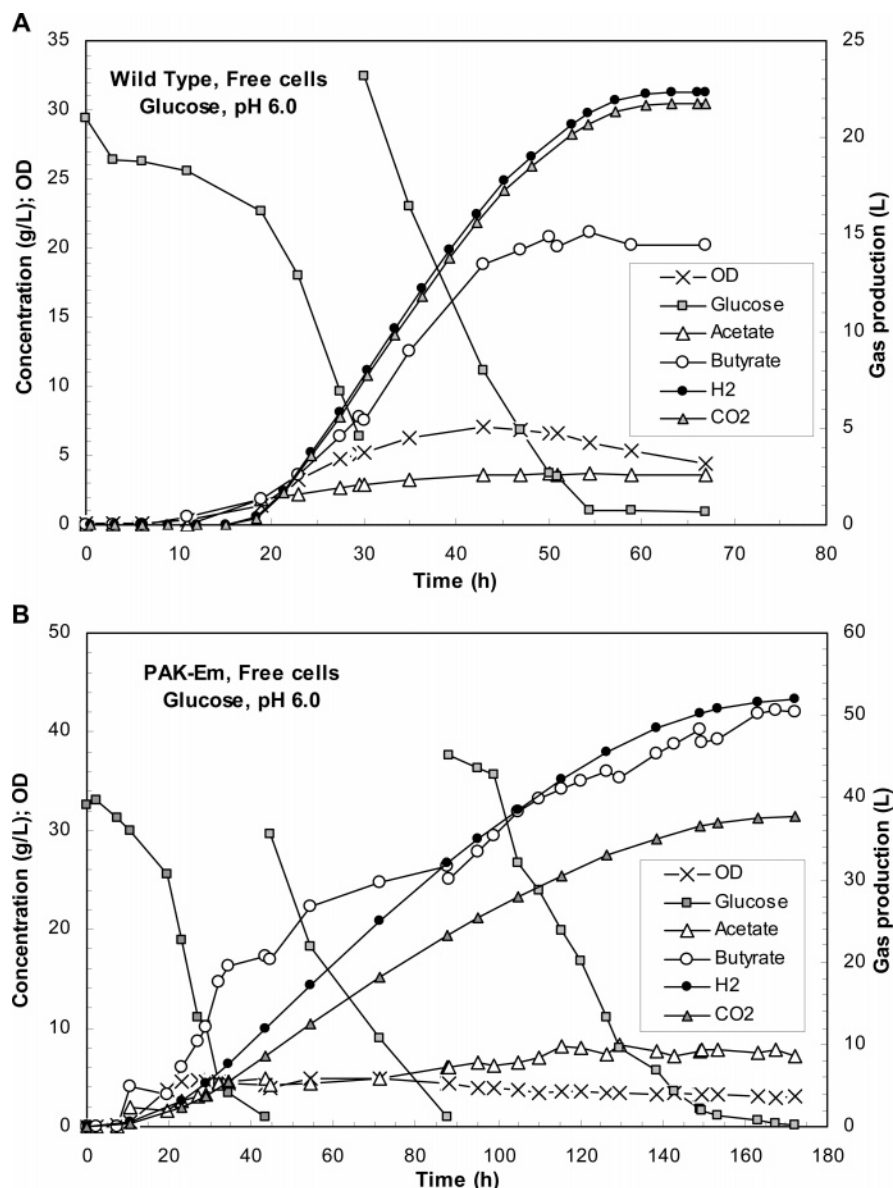 A
Wild Type, Free cells
Glucose, pH 6.0
Concentration (g/L); OD
35
30
25
20
15
10
5
0
Gas production (L)
25
20
15
10
5
0
OD
Glucose
Acetate
Butyrate
H2
CO2
0 10 20 30 40 50 60 70 80
Time (h)
B
PAK-Em, Free cells
Glucose, pH 6.0
Concentration (g/L); OD
50
40
30
20
10
0
Gas production (L)
60
50
40
30
20
10
0
OD
Glucose
Acetate
Butyrate
H2
CO2
0 20 40 60 80 100 120 140 160 180
Time (h)